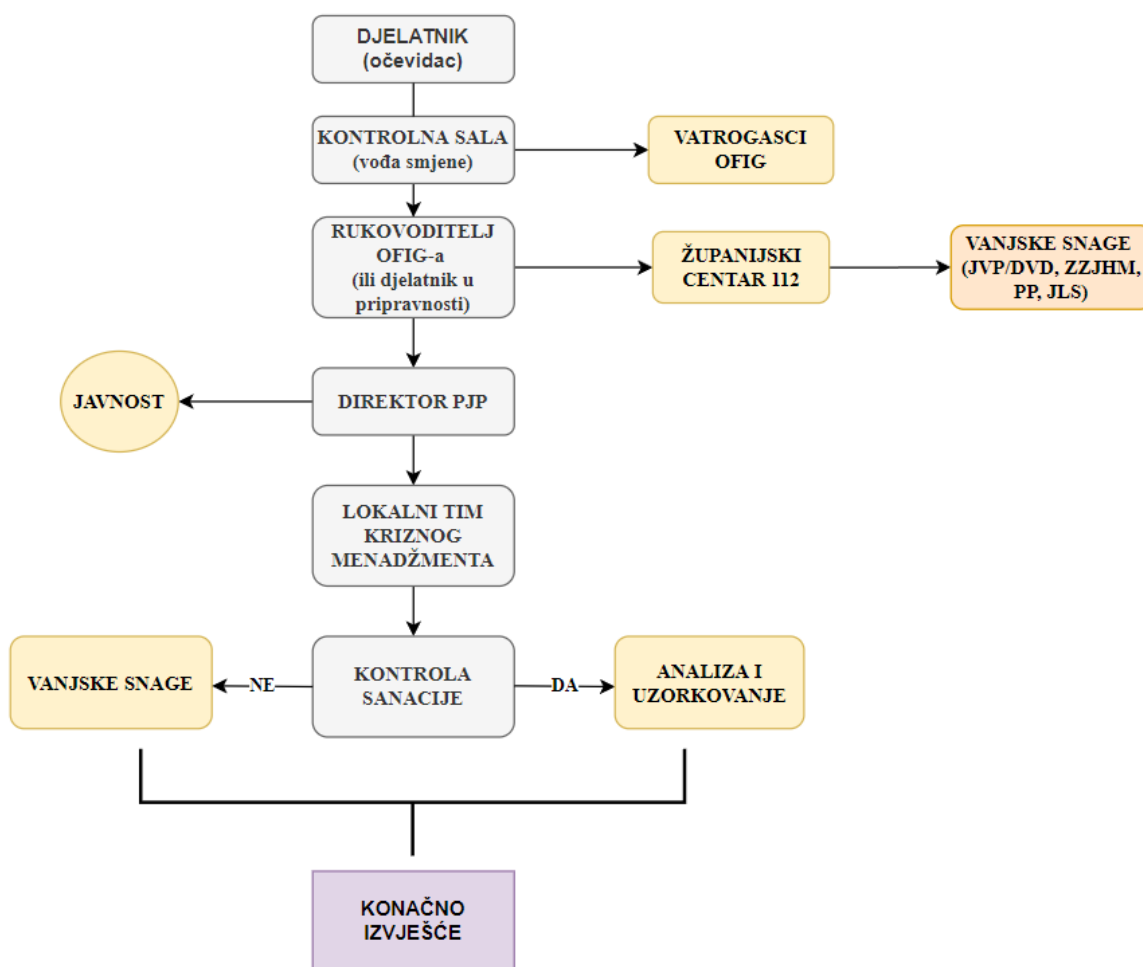 DJELATNIK
(očevidac)
KONTROLNA SALA
(vođa smjene)
VATROGASCI
OFIG
RUKOVODITELJ
OFIG-a
(ili djelatnik u
pripravnosti)
ŽUPANIJSKI
CENTAR 112
VANJSKE SNAGE
(JVP/DVD, ZZJHM,
PP, JLS)
JAVNOST
DIREKTOR PJP
LOKALNI TIM
KRIZNOG
MENADŽMENTA
VANJSKE SNAGE
NE
KONTROLA
SANACIJE
DA
ANALIZA I
UZORKOVANJE
KONAČNO
IZVJEŠĆE